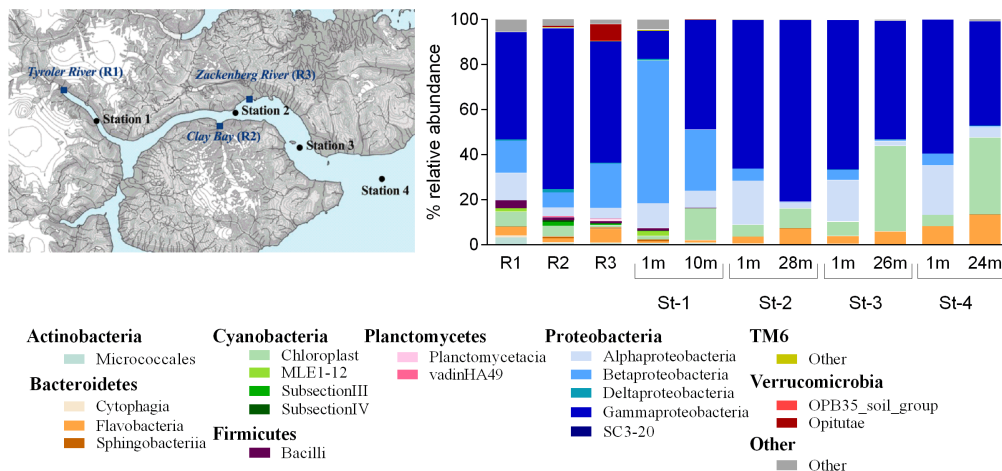 Tyroler River (R1)
Zackenberg River (R3)
Station 1
Station 2
Clay Bay (R2)
Station 3
Station 4
% relative abundance
100
80
60
40
20
0
R1 R2 R3 1m 10m 1m 28m 1m 26m 1m 24m
St-1 St-2 St-3 St-4
Actinobacteria
Micrococcales
Bacteroidetes
Cytophagia
Flavobacteria
Sphingobacteriia
Cyanobacteria
Chloroplast
MLE1-12
SubsectionIII
SubsectionIV
Firmicutes
Bacilli
Planctomycetes
Planctomycetacia
vadinHA49
Proteobacteria
Alphaproteobacteria
Betaproteobacteria
Deltaproteobacteria
Gammaproteobacteria
SC3-20
TM6
Other
Verrucomicrobia
OPB35_soil_group
Opitutae
Other
Other